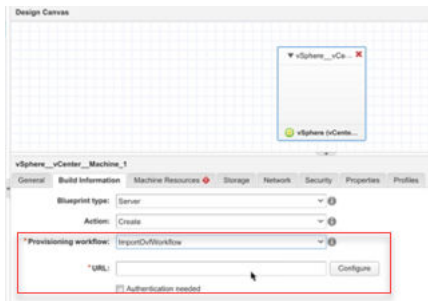 Design Canvas
vSphere__vCe...
vSphere (vCente...
vSphere__vCenter__Machine_1
General Build Information Machine Resources Storage Network Security Properties Profiles
Blueprint type: Server
Action: Create
* Provisioning workflow: ImportOvfWorkflow
* URL: Configure
Authentication needed